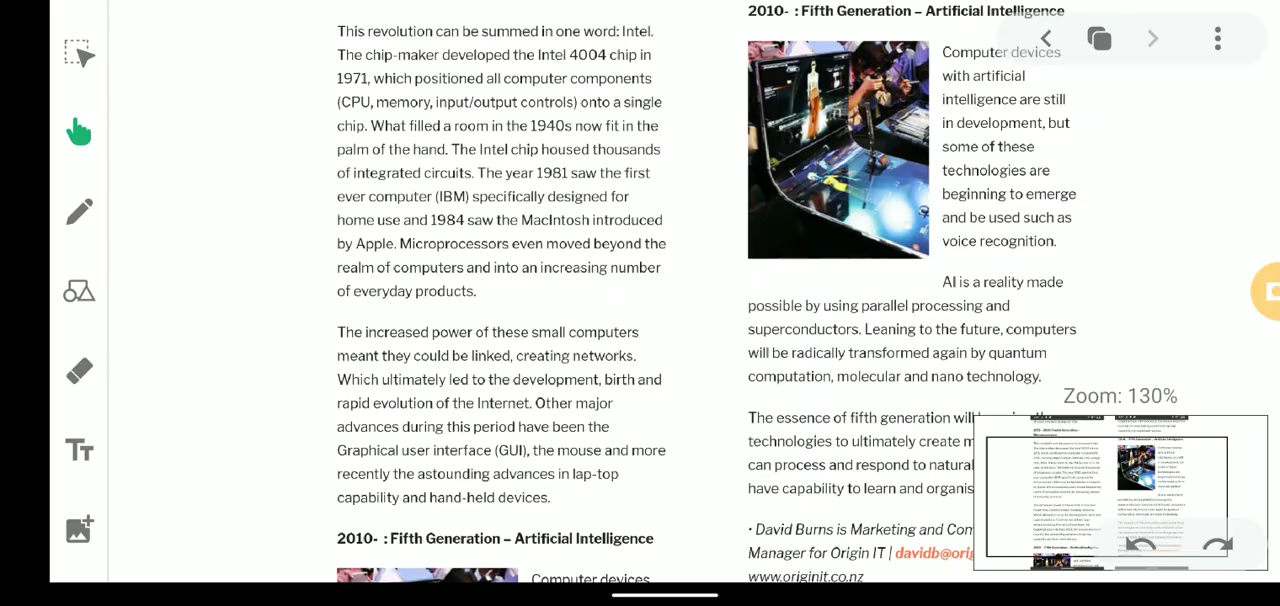 This revolution can be summed in one word: Intel.
The chip-maker developed the Intel 4004 chip in
1971, which positioned all computer components
(CPU, memory, input/output controls) onto a single
chip. What filled a room in the 1940s now fit in the
palm of the hand. The Intel chip housed thousands
of integrated circuits. The year 1981 saw the first
ever computer (IBM) specifically designed for
home use and 1984 saw the MacIntosh introduced
by Apple. Microprocessors even moved beyond the
realm of computers and into an increasing number
of everyday products.
The increased power of these small computers
meant they could be linked, creating networks.
Which ultimately led to the development, birth and
rapid evolution of the Internet. Other major
advances during this period have been the
Graphical user interface (GUI), the mouse and more
recently the astounding advances in lap-top
capability and hand-held devices.
2010- : Fifth Generation – Artificial Intelligence
Computer devices
2010- : Fifth Generation – Artificial Intelligence
Computer devices
with artificial
intelligence are still
in development, but
some of these
technologies are
beginning to emerge
and be used such as
voice recognition.
AI is a reality made
possible by using parallel processing and
superconductors. Leaning to the future, computers
will be radically transformed again by quantum
computation, molecular and nano technology.
The essence of fifth generation will
technologies to ultimately create m
can process and respond to natural
have capability to learn and organis
• David Burns is Marketing and Com
Manager for Origin IT | davidb@orig
www.originit.co.nz
Zoom: 130%
Tт